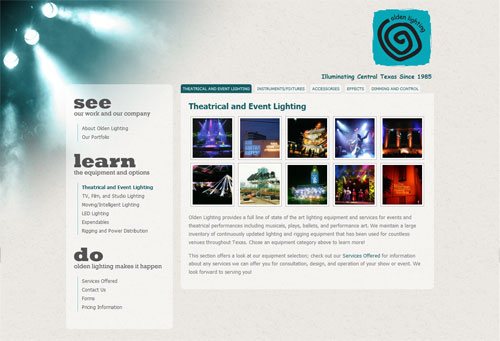 olden lighting
Illuminating Central Texas Since 1985
see
our work and our company
About Olden Lighting
Our Portfolio
learn
the equipment and options
Theatrical and Event Lighting
TV, Film, and Studio Lighting
Moving/Intelligent Lighting
LED Lighting
Expendables
Rigging and Power Distribution
do
olden lighting makes it happen
Services Offered
Contact Us
Forms
Pricing Information
THEATRICAL AND EVENT LIGHTING
INSTRUMENTS/FIXTURES
ACCESSORIES
EFFECTS
DIMMING AND CONTROL
Theatrical and Event Lighting
Olden Lighting provides a full line of state of the art lighting equipment and services for events and
theatrical performances including musicals, plays, ballets, and performance art. We maintain a large
inventory of continuously updated lighting and rigging equipment that has been used for countless
venues throughout Texas. Chose an equipment category above to learn more!
This section offers a look at our equipment selection; check out our Services Offered for information
about any services we can offer you for consultation, design, and operation of your show or event. We
look forward to serving you!